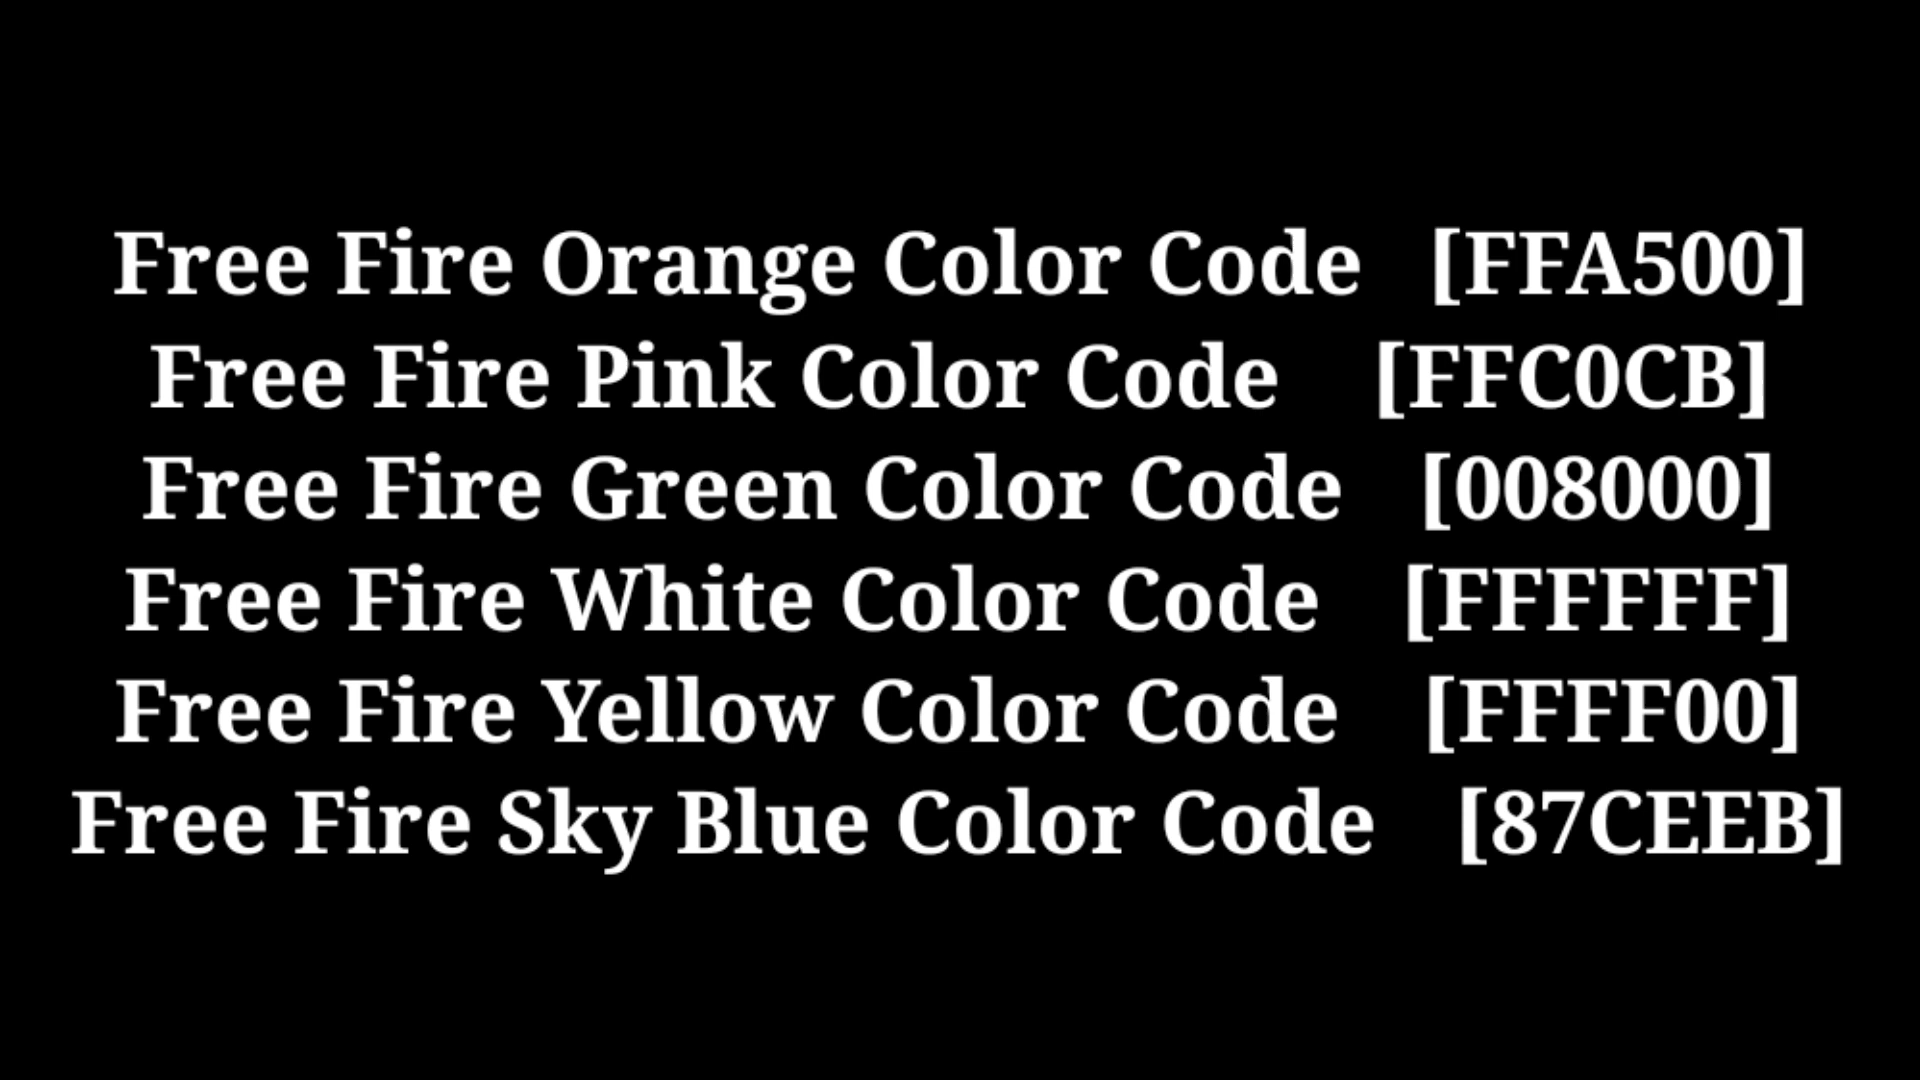 Free Fire Orange Color Code [FFA500]
Free Fire Pink Color Code [FFC0CB]
Free Fire Green Color Code [008000]
Free Fire White Color Code [FFFFFF]
Free Fire Yellow Color Code [FFFF00]
Free Fire Sky Blue Color Code [87CEEB]